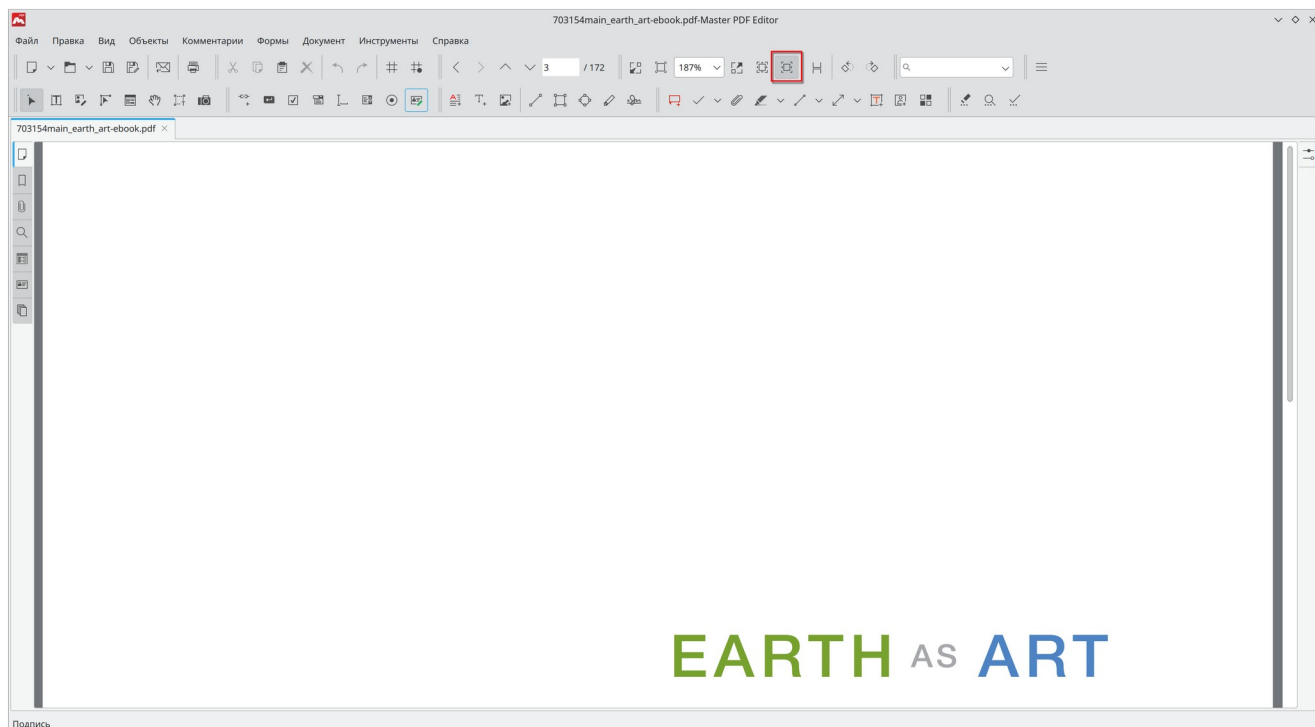 703154main_earth_art-ebook.pdf-Master PDF Editor
Файл Правка Вид Объекты Комментарии Формы Документ Инструменты Справка
3 / 172 187%
703154main_earth_art-ebook.pdf
EARTH AS ART
Подпись